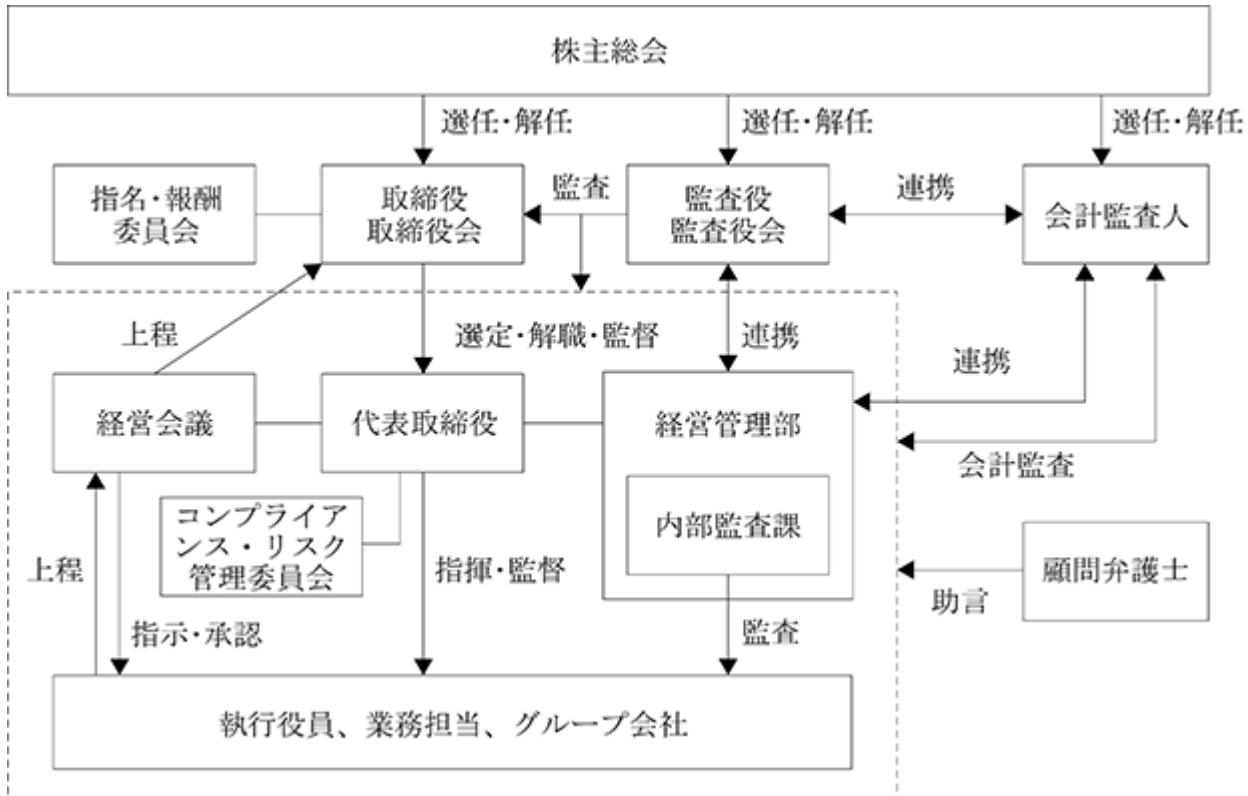 株主総会
選任・解任
選任・解任
選任・解任
指名・報酬
委員会
取締役
取締役会
監査
監査役
監査役会
連携
会計監査人
上程
選定・解職・監督
連携
連携
経営会議
代表取締役
経営管理部
会計監査
コンプライア
ンス・リスク
管理委員会
内部監査課
上程
指揮・監督
顧問弁護士
助言
指示・承認
監査
執行役員、業務担当、グループ会社